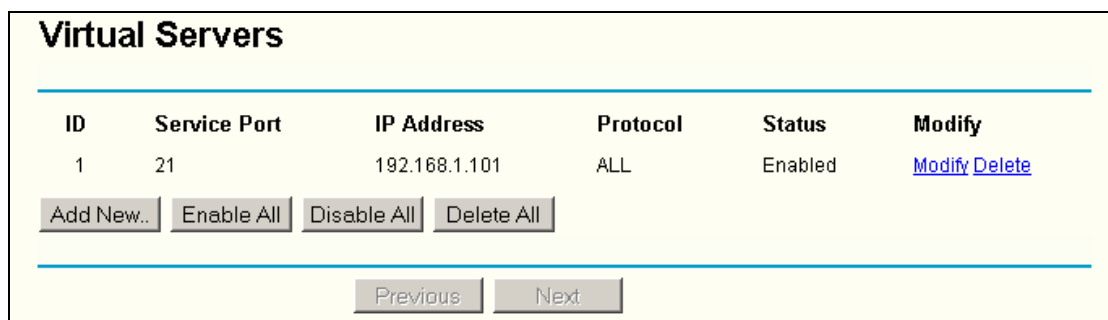 Virtual Servers
ID Service Port IP Address Protocol Status Modify
1 21 192.168.1.101 ALL Enabled Modify Delete
Add New.. Enable All Disable All Delete All
Previous Next